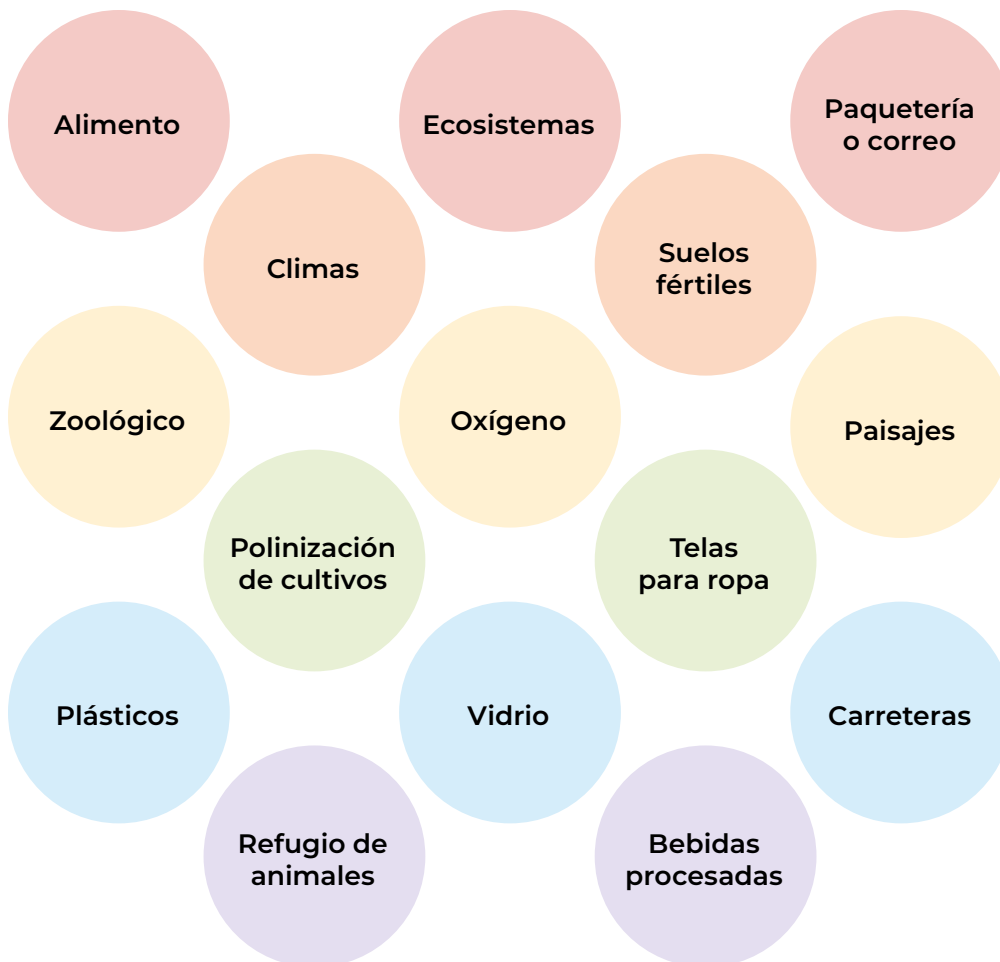 Alimento
Ecosistemas
Paquetería
o correo
Climas
Suelos
fértiles
Zoológico
Oxígeno
Paisajes
Polinización
de cultivos
Telas
para ropa
Plásticos
Vidrio
Carreteras
Refugio de
animales
Bebidas
procesadas